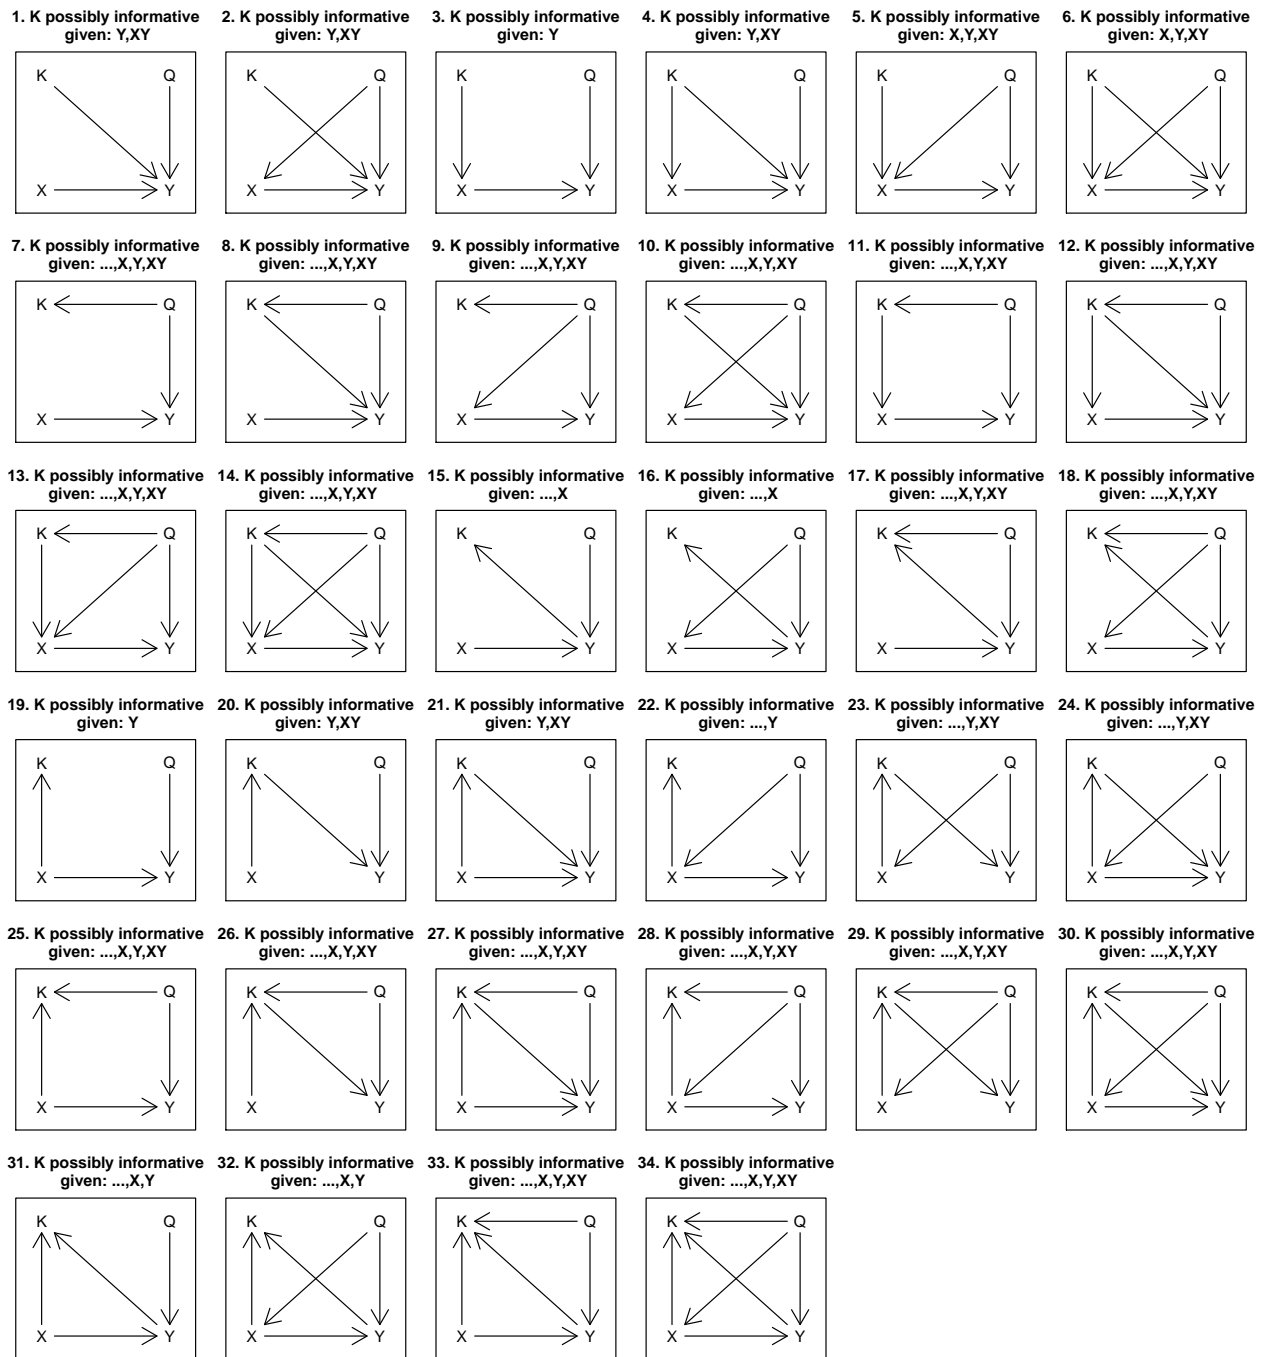 1. K possibly informative 2. K possibly informative 3. K possibly informative 4. K possibly informative 5. K possibly informative 6. K possibly informative
given: Y,XY given: Y,XY given: Y given: Y,XY given: X,Y,XY given: X,Y,XY
K Q K Q K Q K Q K Q K Q
X Y X Y X Y X Y X Y X Y
7. K possibly informative 8. K possibly informative 9. K possibly informative 10. K possibly informative 11. K possibly informative 12. K possibly informative
given: ...,X,Y,XY given: ...,X,Y,XY given: ...,X,Y,XY given: ...,X,Y,XY given: ...,X,Y,XY given: ...,X,Y,XY
K Q K Q K Q K Q K Q K Q
X Y X Y X Y X Y X Y X Y
13. K possibly informative 14. K possibly informative 15. K possibly informative 16. K possibly informative 17. K possibly informative 18. K possibly informative
given: ...,X,Y,XY given: ...,X,Y,XY given: ...,X given: ...,X given: ...,X,Y,XY given: ...,X,Y,XY
K Q K Q K Q K Q K Q K Q
X Y X Y X Y X Y X Y X Y
19. K possibly informative 20. K possibly informative 21. K possibly informative 22. K possibly informative 23. K possibly informative 24. K possibly informative
given: Y given: Y,XY given: Y,XY given: ...,Y given: ...,Y,XY given: ...,Y,XY
K Q K Q K Q K Q K Q K Q
X Y X Y X Y X Y X Y X Y
25. K possibly informative 26. K possibly informative 27. K possibly informative 28. K possibly informative 29. K possibly informative 30. K possibly informative
given: ...,X,Y,XY given: ...,X,Y,XY given: ...,X,Y,XY given: ...,X,Y,XY given: ...,X,Y,XY given: ...,X,Y,XY
K Q K Q K Q K Q K Q K Q
X Y X Y X Y X Y X Y X Y
31. K possibly informative 32. K possibly informative 33. K possibly informative 34. K possibly informative
given: ...,X,Y given: ...,X,Y given: ...,X,Y,XY given: ...,X,Y,XY
K Q K Q K Q K Q
X Y X Y X Y X Y